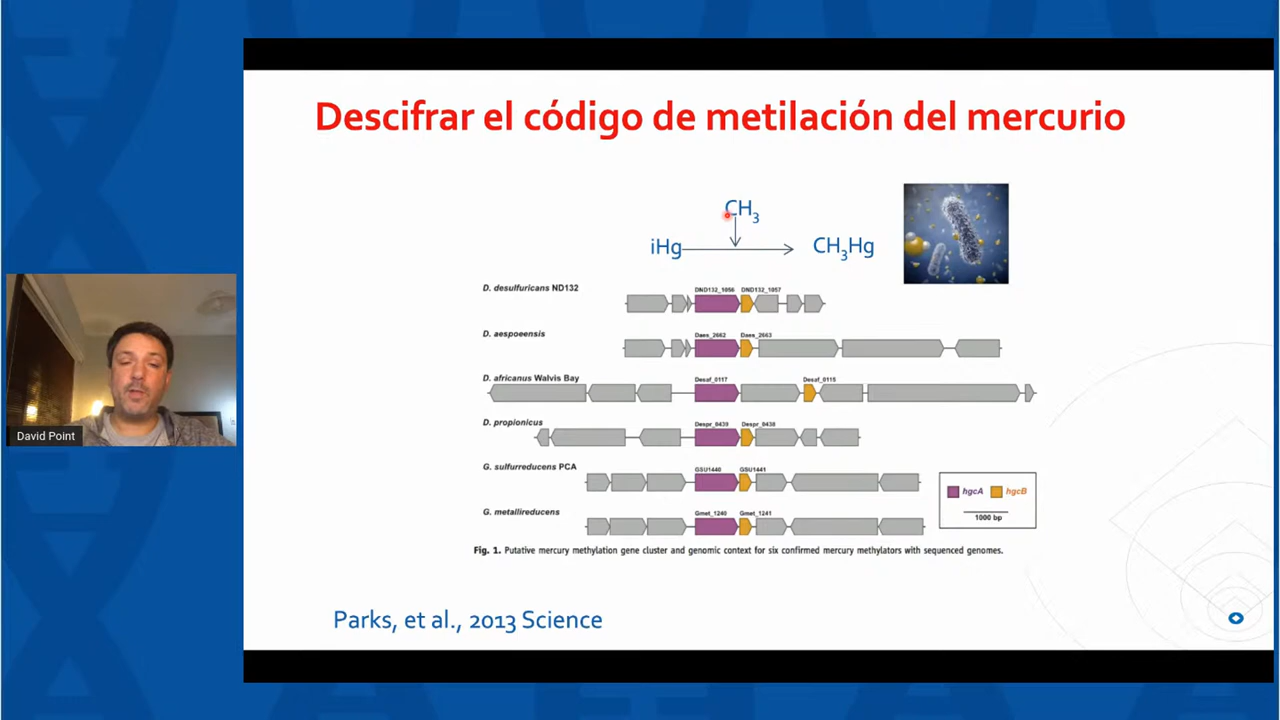 Descifrar el código de metilación del mercurio
CH3
iHg
CH3Hg
D. desulfuricans ND132
DND132_1056
DND132_1057
D. aespoeensis
Daes_2662
Daes_2663
D. africanus Walvis Bay
Desaf_0117
Desaf_0115
D. propionicus
Despr_0439
Despr_0438
G. sulfurreducens PCA
GSU1440
GSU1441
G. metallireducens
Gmet_1240
Gmet_1241
hgcA
hgcB
1000 bp
Fig. 1. Putative mercury methylation gene cluster and genomic context for six confirmed mercury methylators with sequenced genomes.
Parks, et al., 2013 Science
David Point